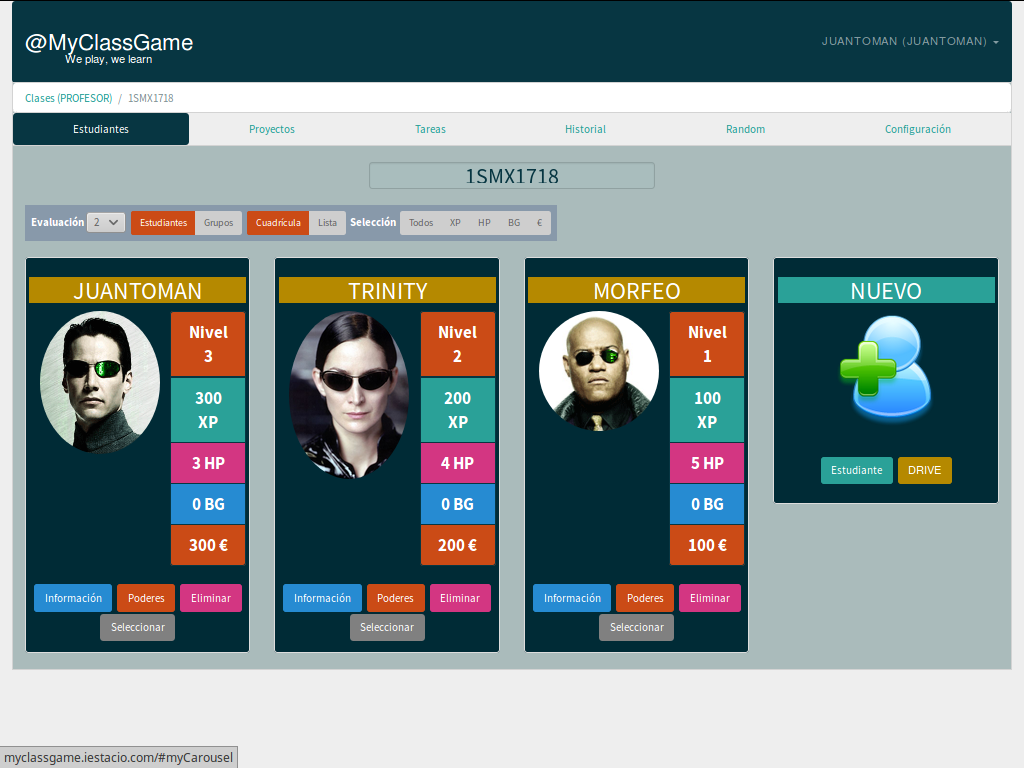 @MyClassGame
We play, we learn
JUANTOMAN (JUANTOMAN)
Clases (PROFESOR) / 1SMX1718
Estudiantes Proyectos Tareas Historial Random Configuración
1SMX1718
Evaluación 2 Estudiantes Grupos Cuadrícula Lista Selección Todos XP HP BG €
JUANTOMAN
Nivel
3
300
XP
3 HP
0 BG
300 €
Información Poderes Eliminar
Seleccionar
TRINITY
Nivel
2
200
XP
4 HP
0 BG
200 €
Información Poderes Eliminar
Seleccionar
MORFEO
Nivel
1
100
XP
5 HP
0 BG
100 €
Información Poderes Eliminar
Seleccionar
NUEVO
Estudiante DRIVE
myclassgame.iestacio.com/#myCarousel